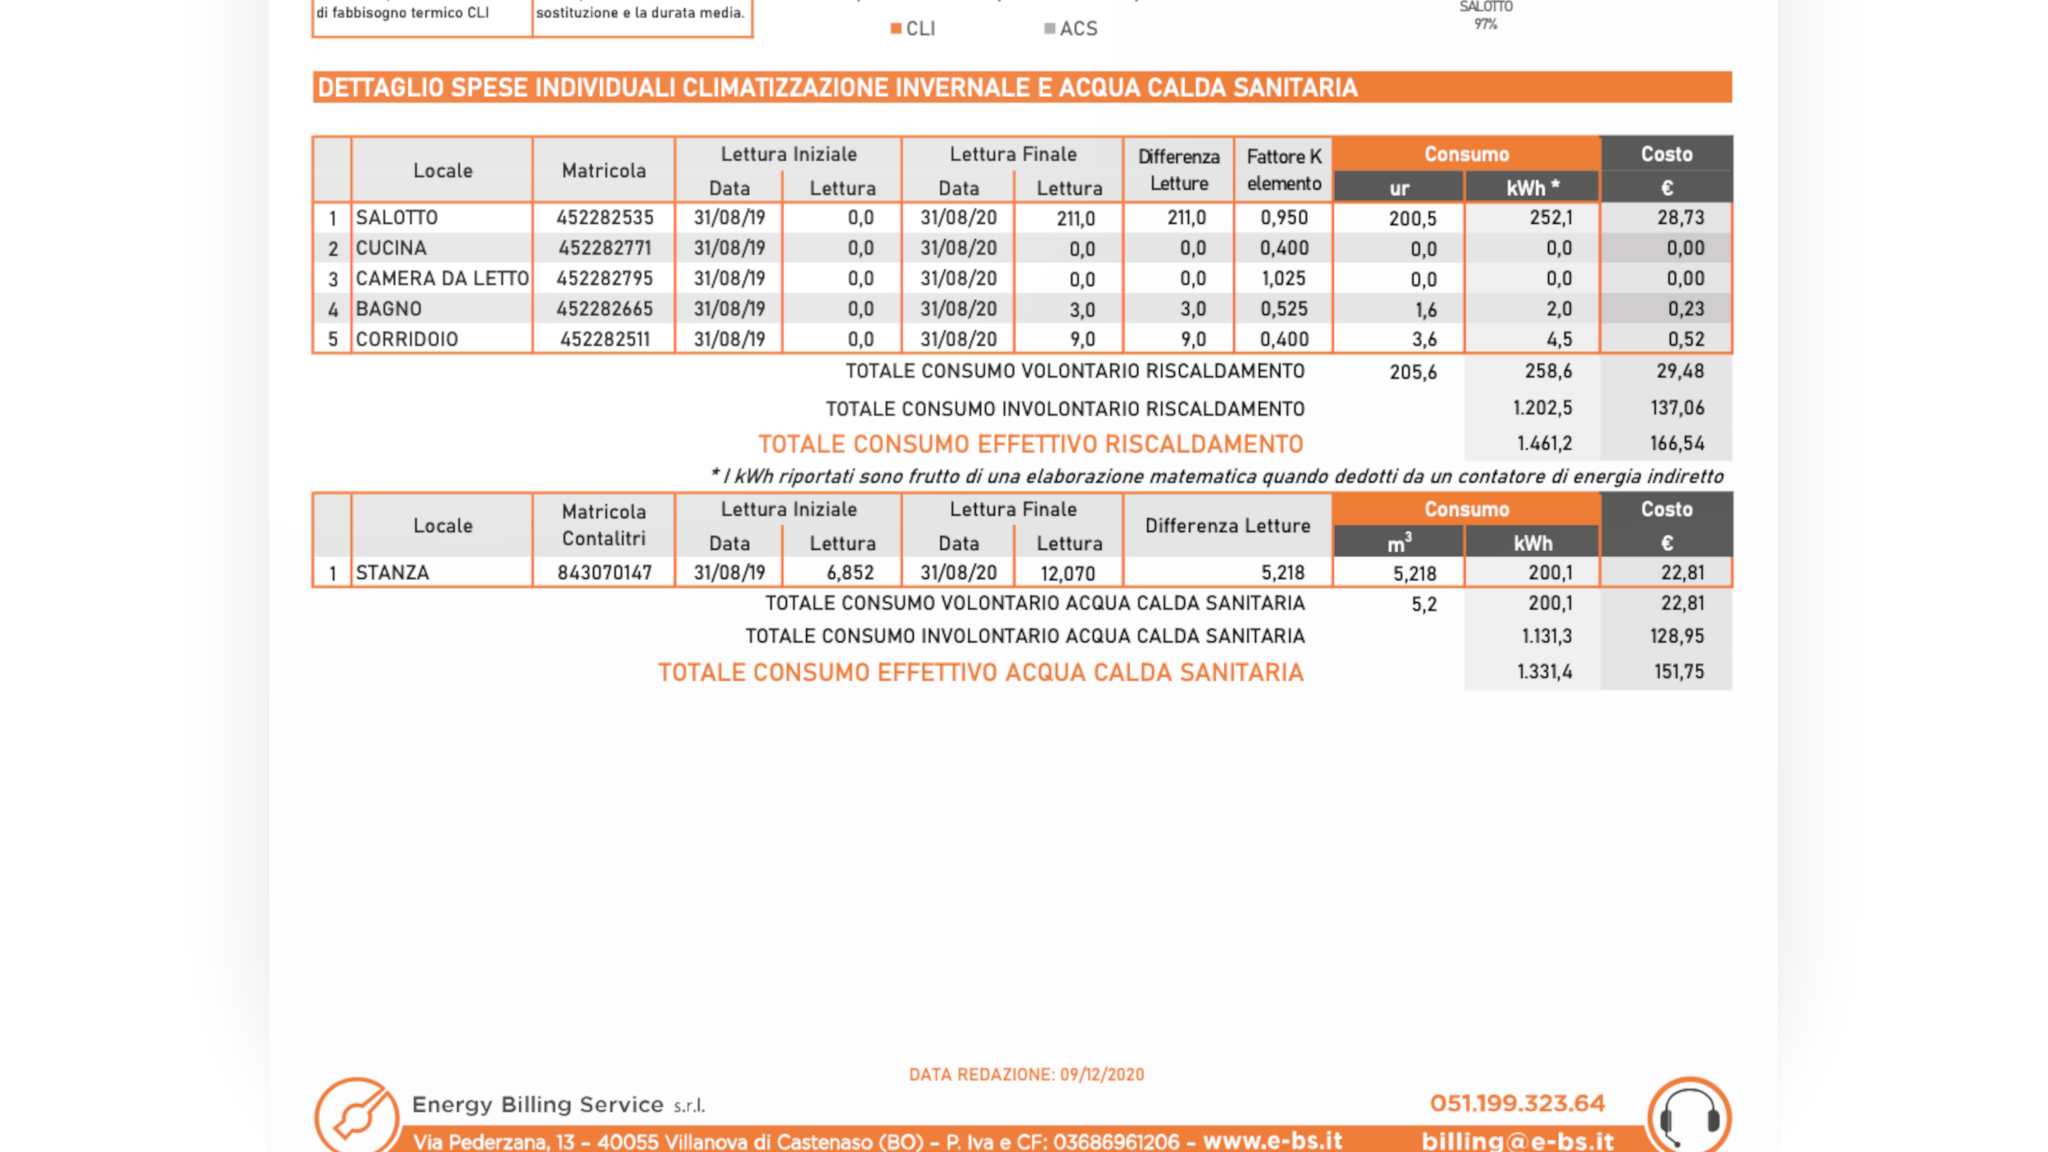 di fabbisogno termico CLI sostituzione e la durata media.
CLI ACS
SALOTTO
97%
DETTAGLIO SPESE INDIVIDUALI CLIMATIZZAZIONE INVERNALE E ACQUA CALDA SANITARIA
Locale Matricola Lettura Iniziale Lettura Finale Differenza Letture Fattore K elemento Consumo Costo
Data Lettura Data Lettura ur kWh * €
1 SALOTTO 452282535 31/08/19 0,0 31/08/20 211,0 211,0 0,950 200,5 252,1 28,73
2 CUCINA 452282771 31/08/19 0,0 31/08/20 0,0 0,0 0,400 0,0 0,0 0,00
3 CAMERA DA LETTO 452282795 31/08/19 0,0 31/08/20 0,0 0,0 1,025 0,0 0,0 0,00
4 BAGNO 452282665 31/08/19 0,0 31/08/20 3,0 3,0 0,525 1,6 2,0 0,23
5 CORRIDOIO 452282511 31/08/19 0,0 31/08/20 9,0 9,0 0,400 3,6 4,5 0,52
TOTALE CONSUMO VOLONTARIO RISCALDAMENTO 205,6 258,6 29,48
TOTALE CONSUMO INVOLONTARIO RISCALDAMENTO 1.202,5 137,06
TOTALE CONSUMO EFFETTIVO RISCALDAMENTO 1.461,2 166,54
* I kWh riportati sono frutto di una elaborazione matematica quando dedotti da un contatore di energia indiretto
Locale Matricola Contalitri Lettura Iniziale Lettura Finale Differenza Letture Consumo Costo
Data Lettura Data Lettura m³ kWh €
1 STANZA 843070147 31/08/19 6,852 31/08/20 12,070 5,218 5,218 200,1 22,81
TOTALE CONSUMO VOLONTARIO ACQUA CALDA SANITARIA 5,2 200,1 22,81
TOTALE CONSUMO INVOLONTARIO ACQUA CALDA SANITARIA 1.131,3 128,95
TOTALE CONSUMO EFFETTIVO ACQUA CALDA SANITARIA 1.331,4 151,75
DATA REDAZIONE: 09/12/2020
Energy Billing Service s.r.l. 051.199.323.64
Via Pederzana, 13 – 40055 Villanova di Castenaso (BO) – P. Iva e CF: 03686961206 – www.e-bs.it billing@e-bs.it